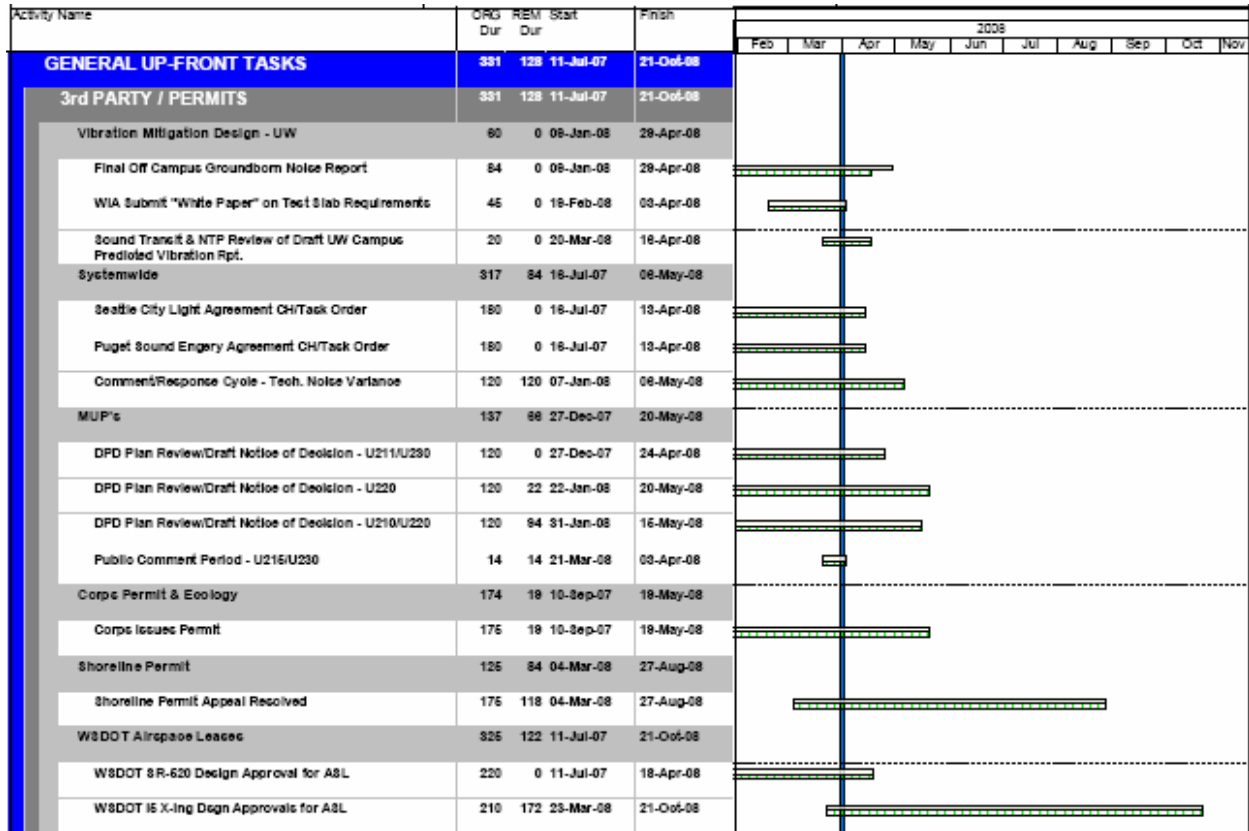 Activity Name ORG REM Start Finish
Dur Dur
2008
Feb Mar Apr May Jun Jul Aug Sep Oct Nov
GENERAL UP-FRONT TASKS 331 128 11-Jul-07 21-Oct-08
3rd PARTY / PERMITS 331 128 11-Jul-07 21-Oct-08
Vibration Mitigation Design - UW 60 0 09-Jan-08 29-Apr-08
Final Off Campus Groundborn Noise Report 84 0 09-Jan-08 29-Apr-08
WIA Submit "White Paper" on Test Slab Requirements 45 0 19-Feb-08 03-Apr-08
Sound Transit & NTP Review of Draft UW Campus 20 0 20-Mar-08 16-Apr-08
Predicted Vibration Rpt.
Systemwide 317 84 16-Jul-07 06-May-08
Seattle City Light Agreement CH/Task Order 180 0 16-Jul-07 13-Apr-08
Puget Sound Engery Agreement CH/Task Order 180 0 16-Jul-07 13-Apr-08
Comment/Response Cycle - Tech. Noise Variance 120 120 07-Jan-08 06-May-08
MUP's 137 66 27-Dec-07 20-May-08
DPD Plan Review/Draft Notice of Decision - U211/U230 120 0 27-Dec-07 24-Apr-08
DPD Plan Review/Draft Notice of Decision - U220 120 22 22-Jan-08 20-May-08
DPD Plan Review/Draft Notice of Decision - U210/U220 120 94 31-Jan-08 15-May-08
Public Comment Period - U215/U230 14 14 21-Mar-08 03-Apr-08
Corps Permit & Ecology 174 19 10-Sep-07 19-May-08
Corps Issues Permit 175 19 10-Sep-07 19-May-08
Shoreline Permit 125 84 04-Mar-08 27-Aug-08
Shoreline Permit Appeal Resolved 175 118 04-Mar-08 27-Aug-08
WSDOT Airspace Leases 325 122 11-Jul-07 21-Oct-08
WSDOT SR-520 Design Approval for ASL 220 0 11-Jul-07 18-Apr-08
WSDOT I5 X-ing Dsgn Approvals for ASL 210 172 23-Mar-08 21-Oct-08